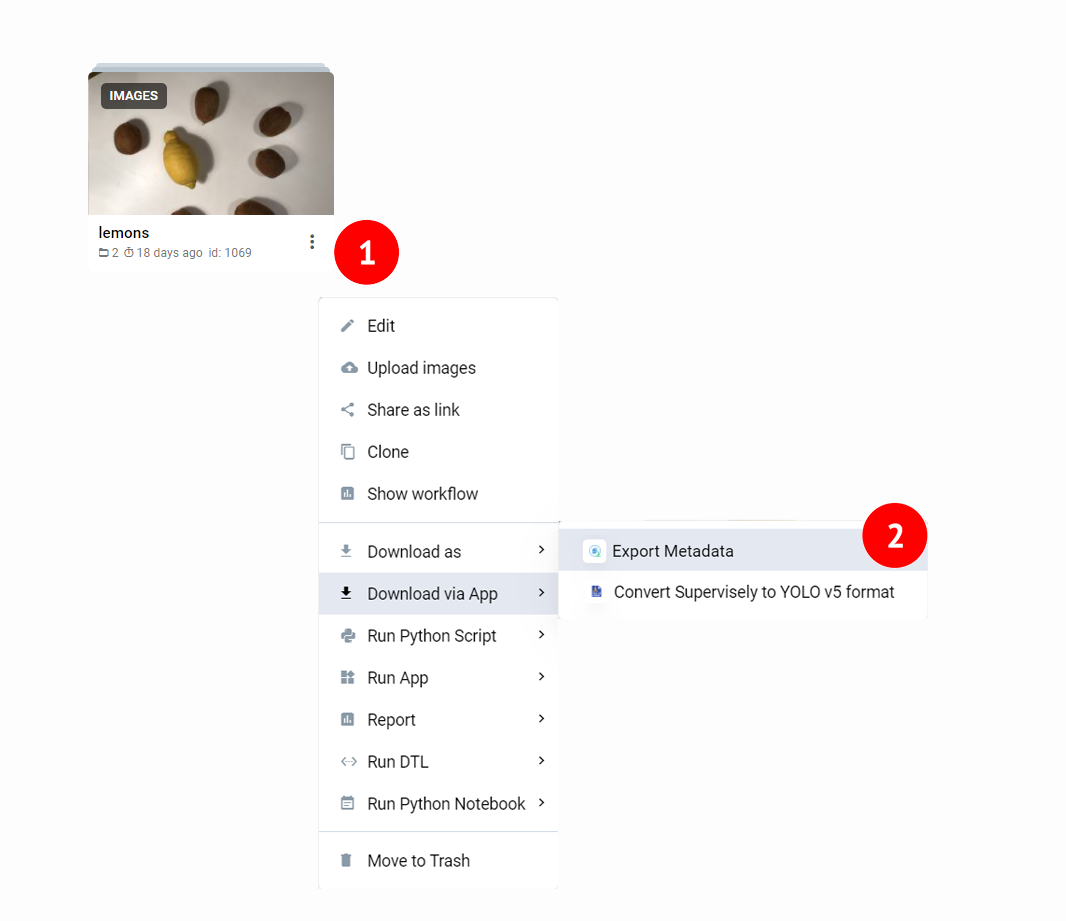 IMAGES
lemons
2 18 days ago id: 1069
1
Edit
Upload images
Share as link
Clone
Show workflow
Download as
Download via App
Run Python Script
Run App
Report
Run DTL
Run Python Notebook
Move to Trash
2
Export Metadata
Convert Supervisely to YOLO v5 format